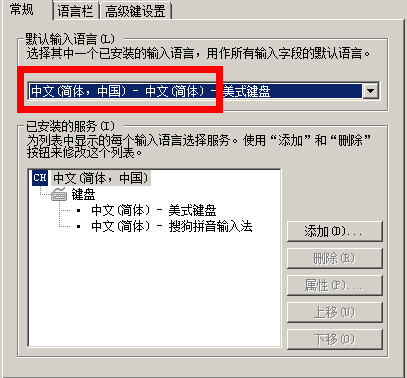 常规 语言栏 高级键设置
默认输入语言(L)
选择其中一个已安装的输入语言，用作所有输入字段的默认语言。
中文(简体，中国) - 中文(简体) - 美式键盘
已安装的服务(I)
为列表中显示的每个输入语言选择服务。使用“添加”和“删除”
按钮来修改这个列表。
CH 中文(简体，中国)
键盘
中文(简体) - 美式键盘
中文(简体) - 搜狗拼音输入法
添加(D)...
删除(R)
属性(P)...
上移(U)
下移(O)